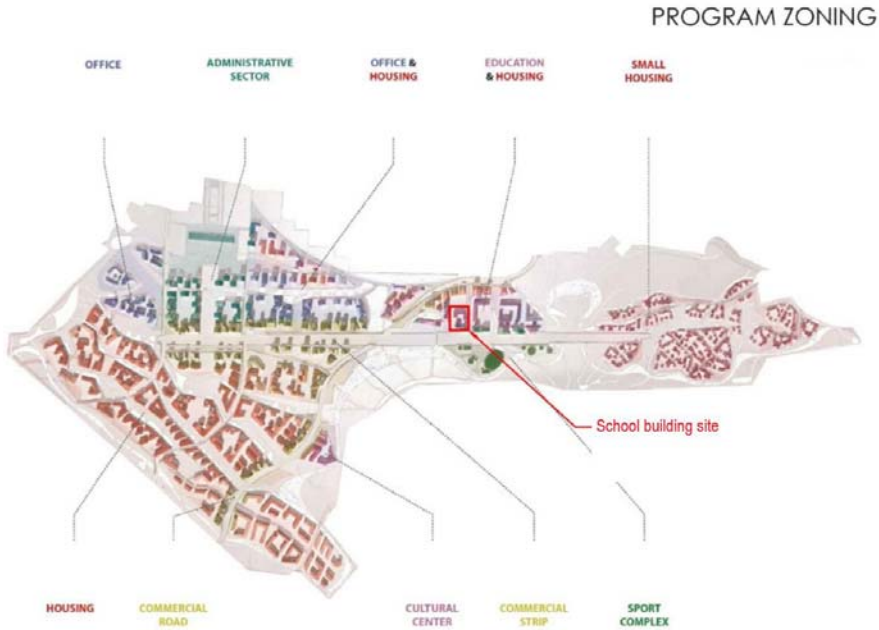 PROGRAM ZONING
OFFICE
ADMINISTRATIVE
SECTOR
OFFICE &
HOUSING
EDUCATION
& HOUSING
SMALL
HOUSING
School building site
HOUSING
COMMERCIAL
ROAD
CULTURAL
CENTER
COMMERCIAL
STRIP
SPORT
COMPLEX